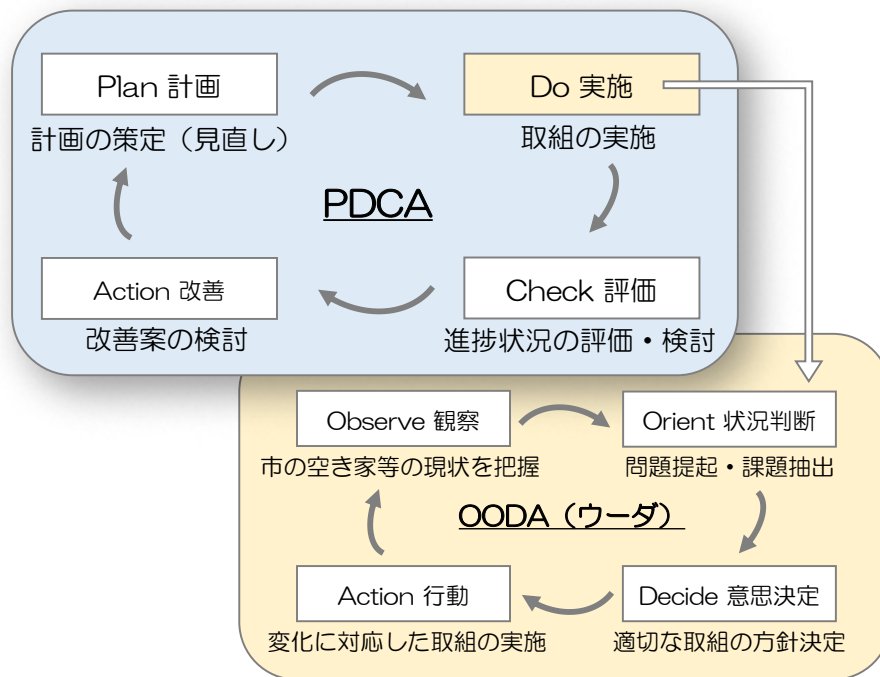 Plan 計画
Do 実施
計画の策定(見直し)
取組の実施
PDCA
Action 改善
Check 評価
改善案の検討
進捗状況の評価・検討
Observe 観察
Orient 状況判断
市の空き家等の現状を把握
問題提起・課題抽出
OODA(ウーダ)
Action 行動
Decide 意思決定
変化に対応した取組の実施
適切な取組の方針決定